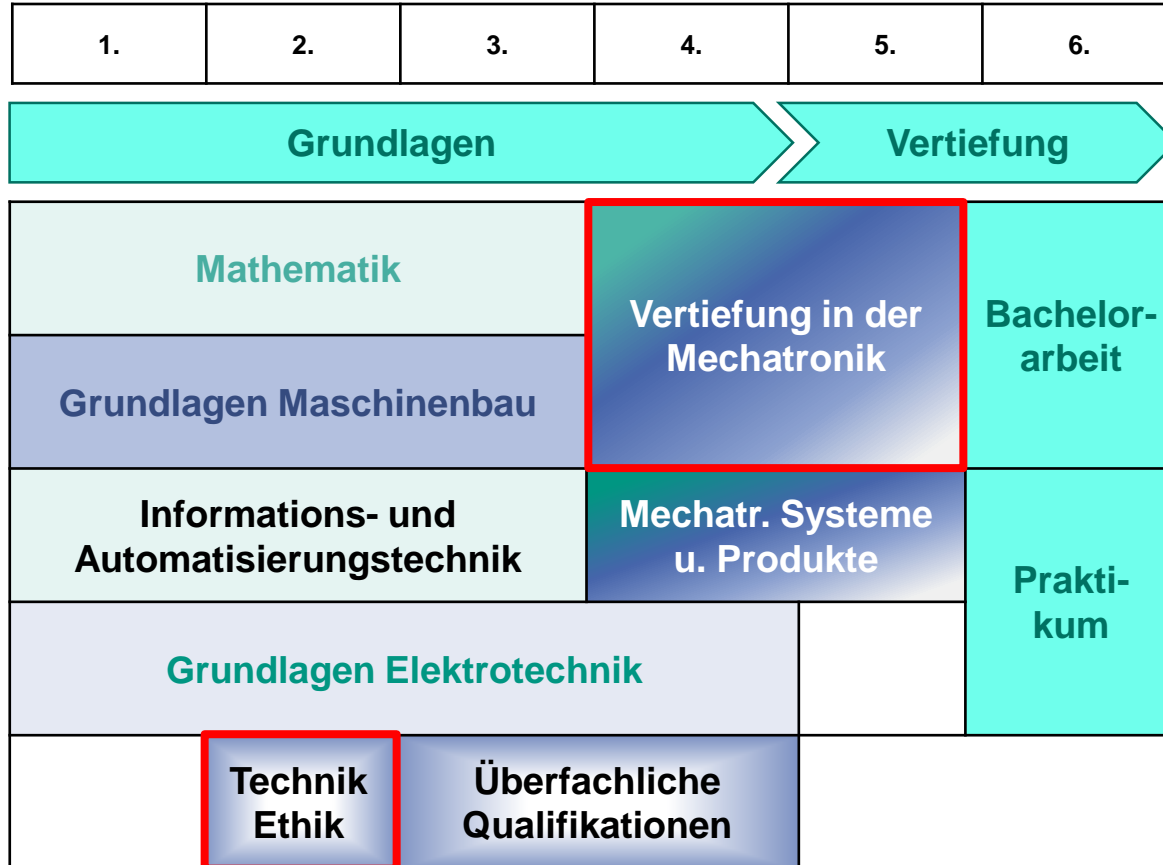 1. 2. 3. 4. 5. 6.
Grundlagen
Vertiefung
Mathematik
Vertiefung in der
Mechatronik
Bachelor-
arbeit
Grundlagen Maschinenbau
Informations- und
Automatisierungstechnik
Mechatr. Systeme
u. Produkte
Prakti-
kum
Grundlagen Elektrotechnik
Technik
Ethik
Überfachliche
Qualifikationen